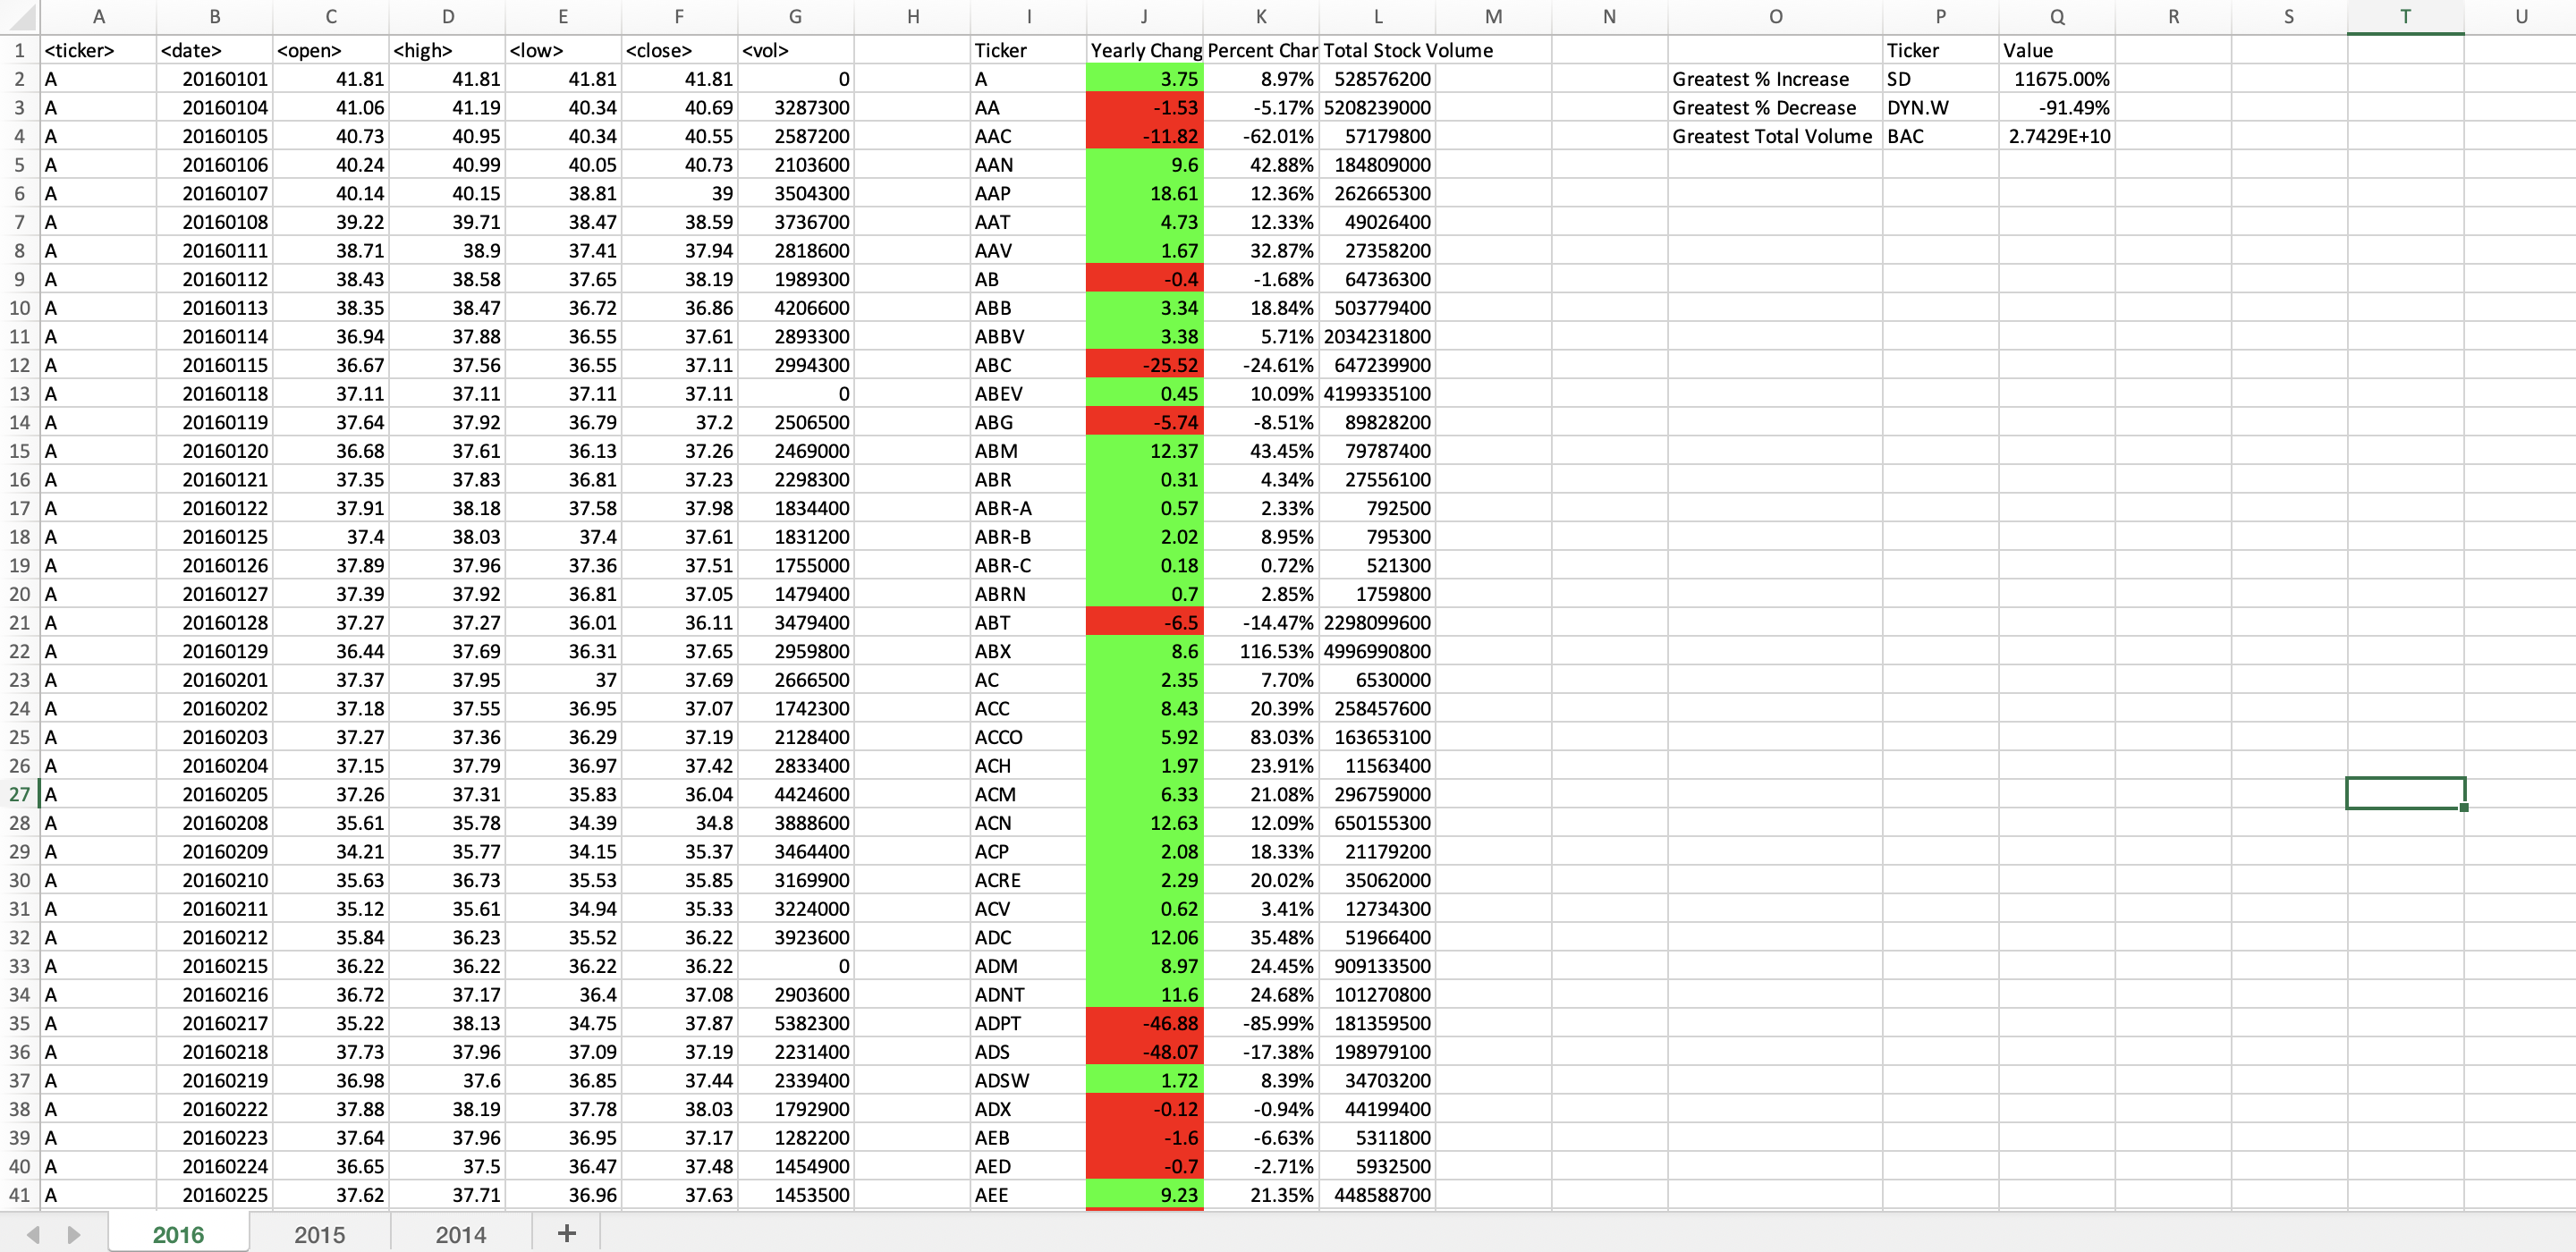 A B C D E F G H I J K L M N O P Q R S T U
1 <ticker> <date> <open> <high> <low> <close> <vol> Ticker Yearly Chang Percent Char Total Stock Volume Ticker Value
2 A 20160101 41.81 41.81 41.81 41.81 0 A 3.75 8.97% 528576200 Greatest % Increase SD 11675.00%
3 A 20160104 41.06 41.19 40.34 40.69 3287300 AA -1.53 -5.17% 5208239000 Greatest % Decrease DYN.W -91.49%
4 A 20160105 40.73 40.95 40.34 40.55 2587200 AAC -11.82 -62.01% 57179800 Greatest Total Volume BAC 2.7429E+10
5 A 20160106 40.24 40.99 40.05 40.73 2103600 AAN 9.6 42.88% 184809000
6 A 20160107 40.14 40.15 38.81 39 3504300 AAP 18.61 12.36% 262665300
7 A 20160108 39.22 39.71 38.47 38.59 3736700 AAT 4.73 12.33% 49026400
8 A 20160111 38.71 38.9 37.41 37.94 2818600 AAV 1.67 32.87% 27358200
9 A 20160112 38.43 38.58 37.65 38.19 1989300 AB -0.4 -1.68% 64736300
10 A 20160113 38.35 38.47 36.72 36.86 4206600 ABB 3.34 18.84% 503779400
11 A 20160114 36.94 37.88 36.55 37.61 2893300 ABBV 3.38 5.71% 2034231800
12 A 20160115 36.67 37.56 36.55 37.11 2994300 ABC -25.52 -24.61% 647239900
13 A 20160118 37.11 37.11 37.11 37.11 0 ABEV 0.45 10.09% 4199335100
14 A 20160119 37.64 37.92 36.79 37.2 2506500 ABG -5.74 -8.51% 89828200
15 A 20160120 36.68 37.61 36.13 37.26 2469000 ABM 12.37 43.45% 79787400
16 A 20160121 37.35 37.83 36.81 37.23 2298300 ABR 0.31 4.34% 27556100
17 A 20160122 37.91 38.18 37.58 37.98 1834400 ABR-A 0.57 2.33% 792500
18 A 20160125 37.4 38.03 37.4 37.61 1831200 ABR-B 2.02 8.95% 795300
19 A 20160126 37.89 37.96 37.36 37.51 1755000 ABR-C 0.18 0.72% 521300
20 A 20160127 37.39 37.92 36.81 37.05 1479400 ABRN 0.7 2.85% 1759800
21 A 20160128 37.27 37.27 36.01 36.11 3479400 ABT -6.5 -14.47% 2298099600
22 A 20160129 36.44 37.69 36.31 37.65 2959800 ABX 8.6 116.53% 4996990800
23 A 20160201 37.37 37.95 37 37.69 2666500 AC 2.35 7.70% 6530000
24 A 20160202 37.18 37.55 36.95 37.07 1742300 ACC 8.43 20.39% 258457600
25 A 20160203 37.27 37.36 36.29 37.19 2128400 ACCO 5.92 83.03% 163653100
26 A 20160204 37.15 37.79 36.97 37.42 2833400 ACH 1.97 23.91% 11563400
27 A 20160205 37.26 37.31 35.83 36.04 4424600 ACM 6.33 21.08% 296759000
28 A 20160208 35.61 35.78 34.39 34.8 3888600 ACN 12.63 12.09% 650155300
29 A 20160209 34.21 35.77 34.15 35.37 3464400 ACP 2.08 18.33% 21179200
30 A 20160210 35.63 36.73 35.53 35.85 3169900 ACRE 2.29 20.02% 35062000
31 A 20160211 35.12 35.61 34.94 35.33 3224000 ACV 0.62 3.41% 12734300
32 A 20160212 35.84 36.23 35.52 36.22 3923600 ADC 12.06 35.48% 51966400
33 A 20160215 36.22 36.22 36.22 36.22 0 ADM 8.97 24.45% 909133500
34 A 20160216 36.72 37.17 36.4 37.08 2903600 ADNT 11.6 24.68% 101270800
35 A 20160217 35.22 38.13 34.75 37.87 5382300 ADPT -46.88 -85.99% 181359500
36 A 20160218 37.73 37.96 37.09 37.19 2231400 ADS -48.07 -17.38% 198979100
37 A 20160219 36.98 37.6 36.85 37.44 2339400 ADSW 1.72 8.39% 34703200
38 A 20160222 37.88 38.19 37.78 38.03 1792900 ADX -0.12 -0.94% 44199400
39 A 20160223 37.64 37.96 36.95 37.17 1282200 AEB -1.6 -6.63% 5311800
40 A 20160224 36.65 37.5 36.47 37.48 1454900 AED -0.7 -2.71% 5932500
41 A 20160225 37.62 37.71 36.96 37.63 1453500 AEE 9.23 21.35% 448588700
2016 2015 2014 +